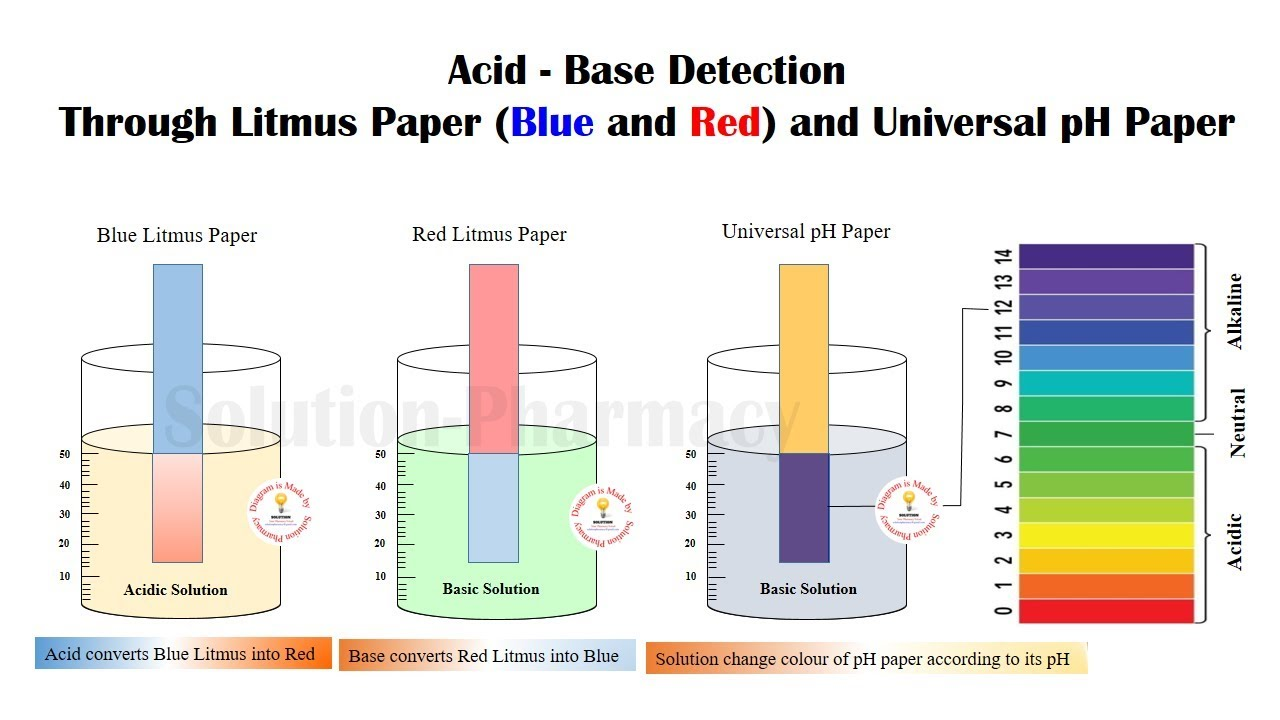 Acid - Base Detection
Through Litmus Paper (Blue and Red) and Universal pH Paper
Blue Litmus Paper
Red Litmus Paper
Universal pH Paper
Solution-Pharmacy
50
40
30
20
10
Acidic Solution
Diagram is Made by
SOLUTION
Solution Pharmacy
Acid converts Blue Litmus into Red
50
40
30
20
10
Basic Solution
Diagram is Made by
SOLUTION
Solution Pharmacy
Base converts Red Litmus into Blue
50
40
30
20
10
Basic Solution
Diagram is Made by
SOLUTION
Solution Pharmacy
Solution change colour of pH paper according to its pH
14
13
12
11
10
9
8
7
6
5
4
3
2
1
0
Alkaline
Neutral
Acidic